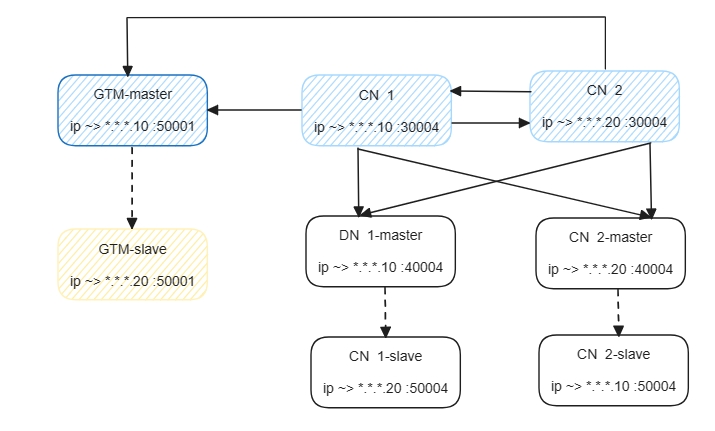 GTM-master
ip ~> *.*.*.10 :50001
CN 1
ip ~> *.*.*.10 :30004
CN 2
ip ~> *.*.*.20 :30004
GTM-slave
ip ~> *.*.*.20 :50001
DN 1-master
ip ~> *.*.*.10 :40004
CN 2-master
ip ~> *.*.*.20 :40004
CN 1-slave
ip ~> *.*.*.20 :50004
CN 2-slave
ip ~> *.*.*.10 :50004